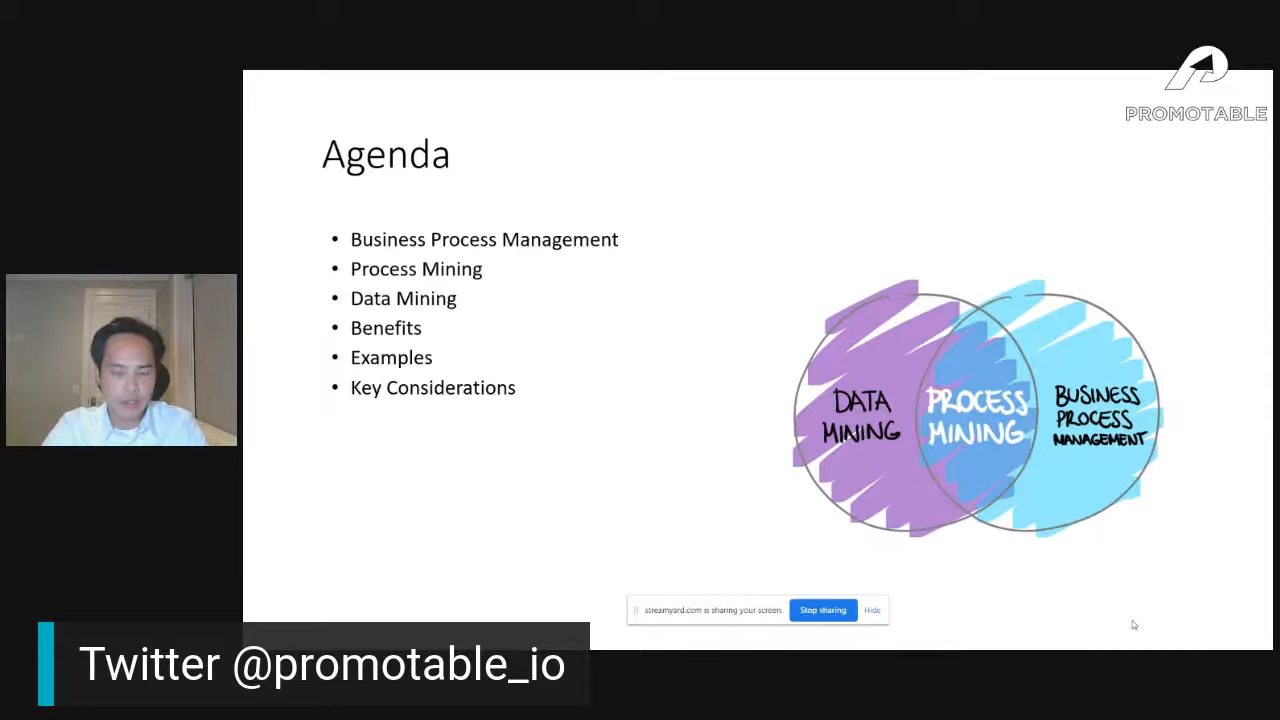 PROMOTABLE
Agenda
• Business Process Management
• Process Mining
• Data Mining
• Benefits
• Examples
• Key Considerations
DATA
MINING
PROCESS
MINING
BUSINESS
PROCESS
MANAGEMENT
streamyard.com is sharing your screen.
Stop sharing
Hide
Twitter @promotable_io